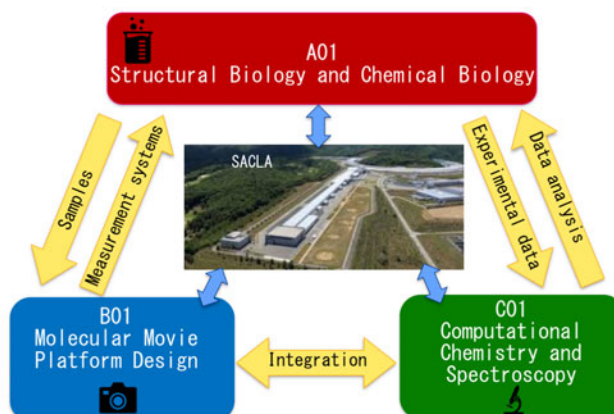 A01
Structural Biology and Chemical Biology
SACLA
Samples
Measurement systems
Experimental data
Data analysis
B01
Molecular Movie
Platform Design
Integration
C01
Computational
Chemistry and
Spectroscopy